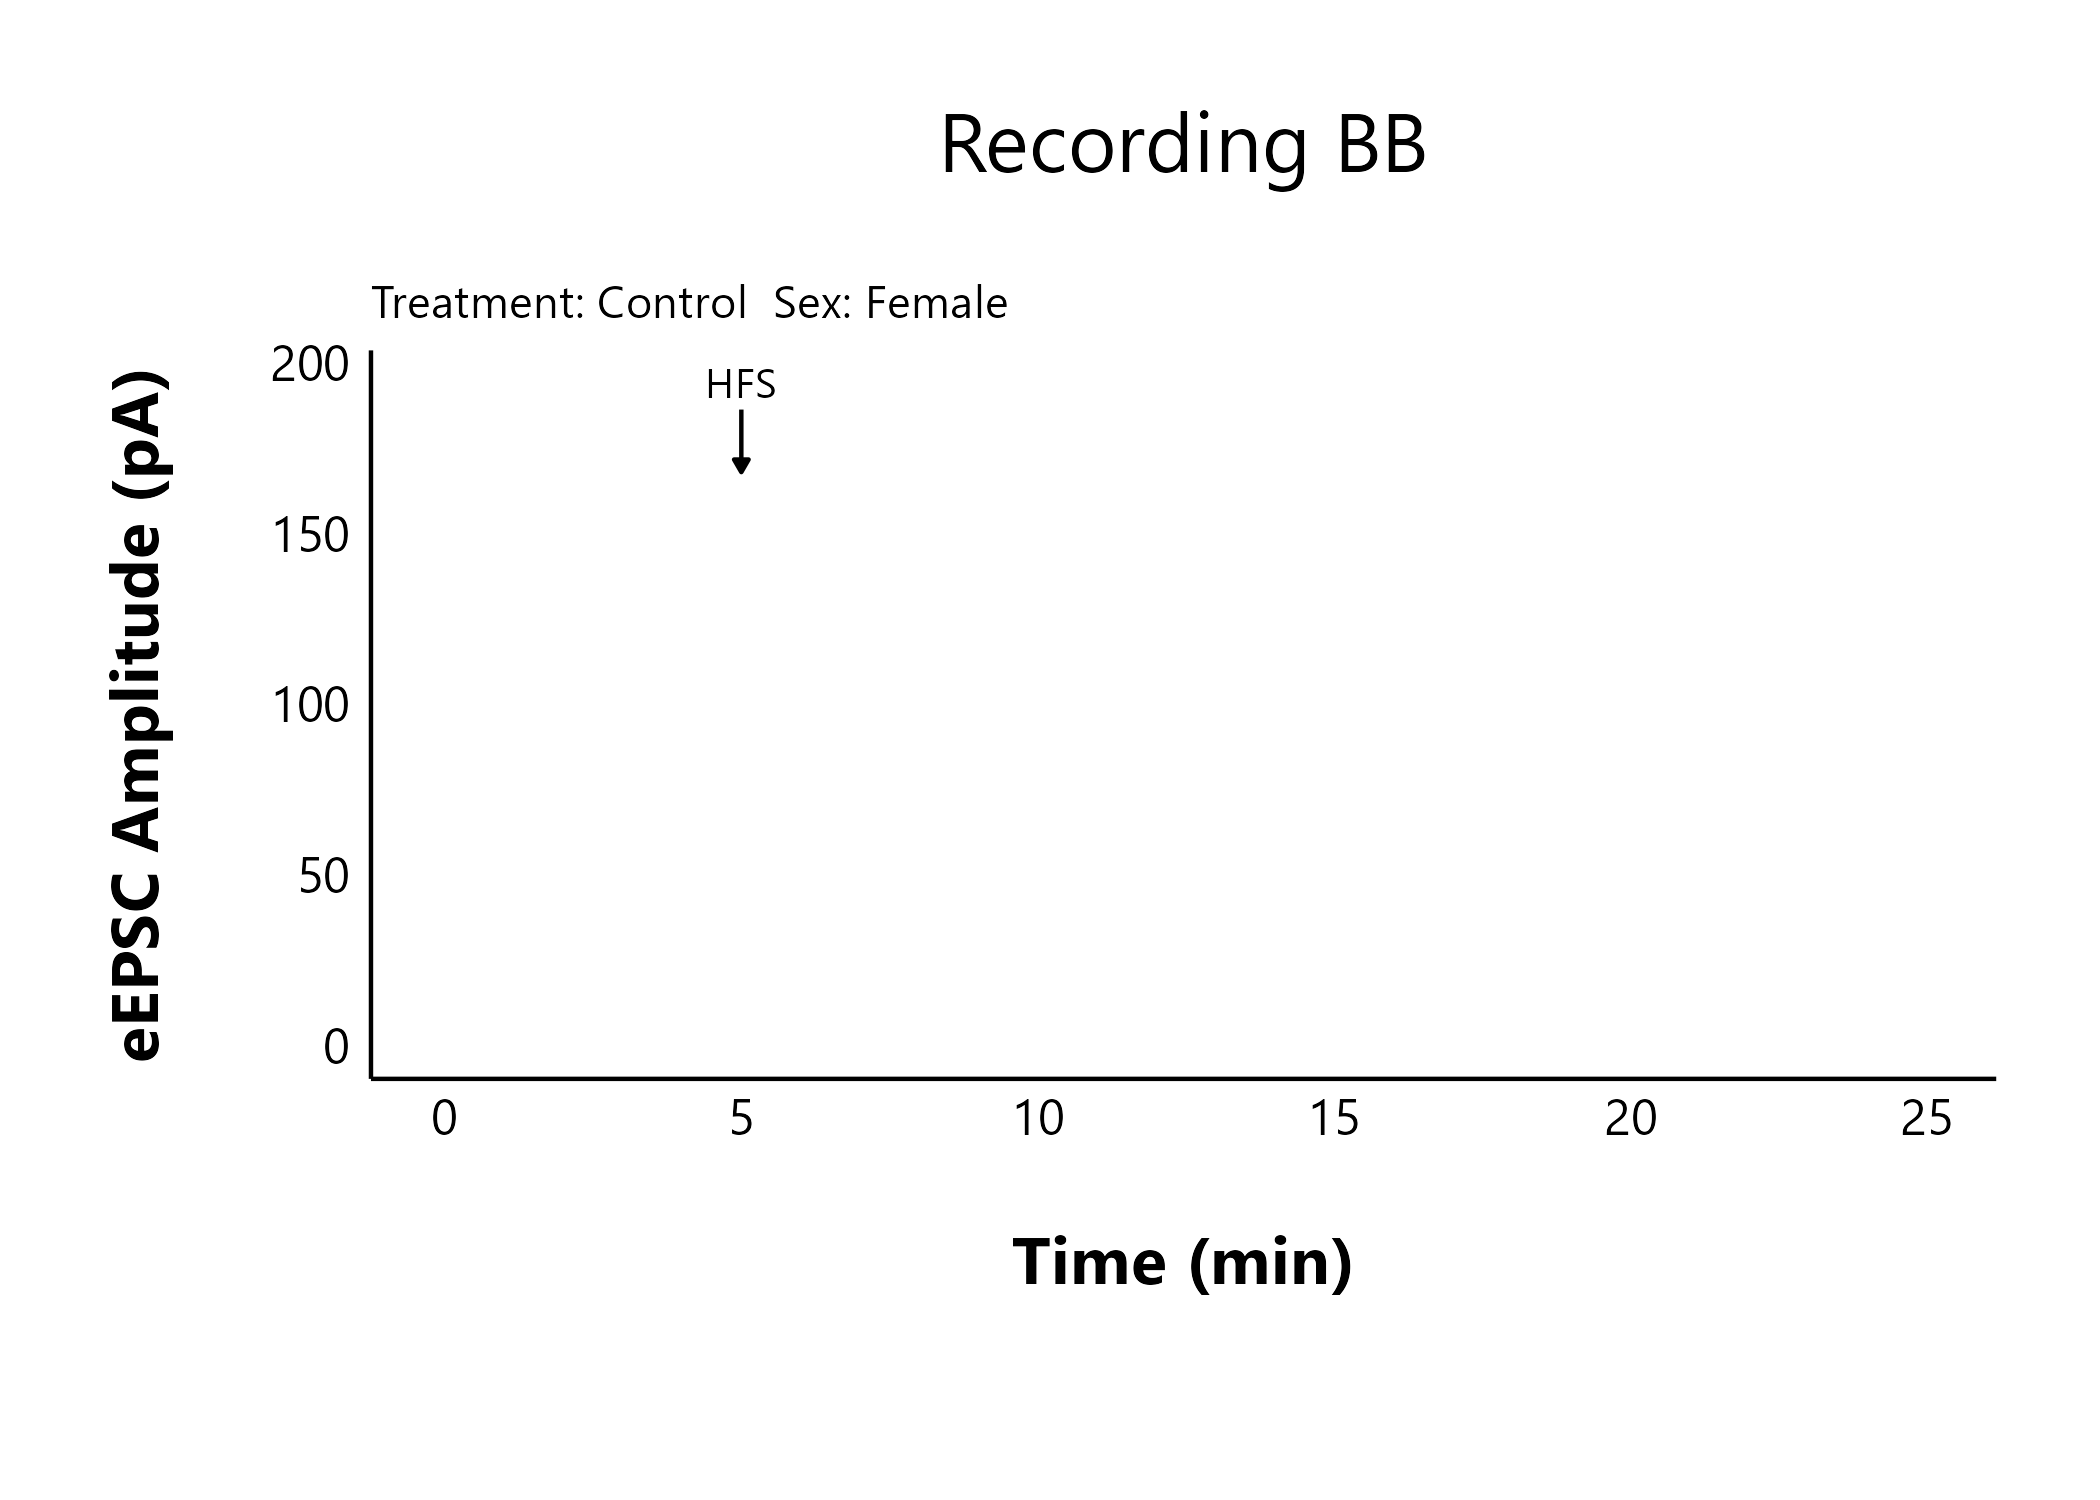 Recording BB
Treatment: Control  Sex: Female
HFS
200
150
100
50
0
eEPSC Amplitude (pA)
0 5 10 15 20 25
Time (min)